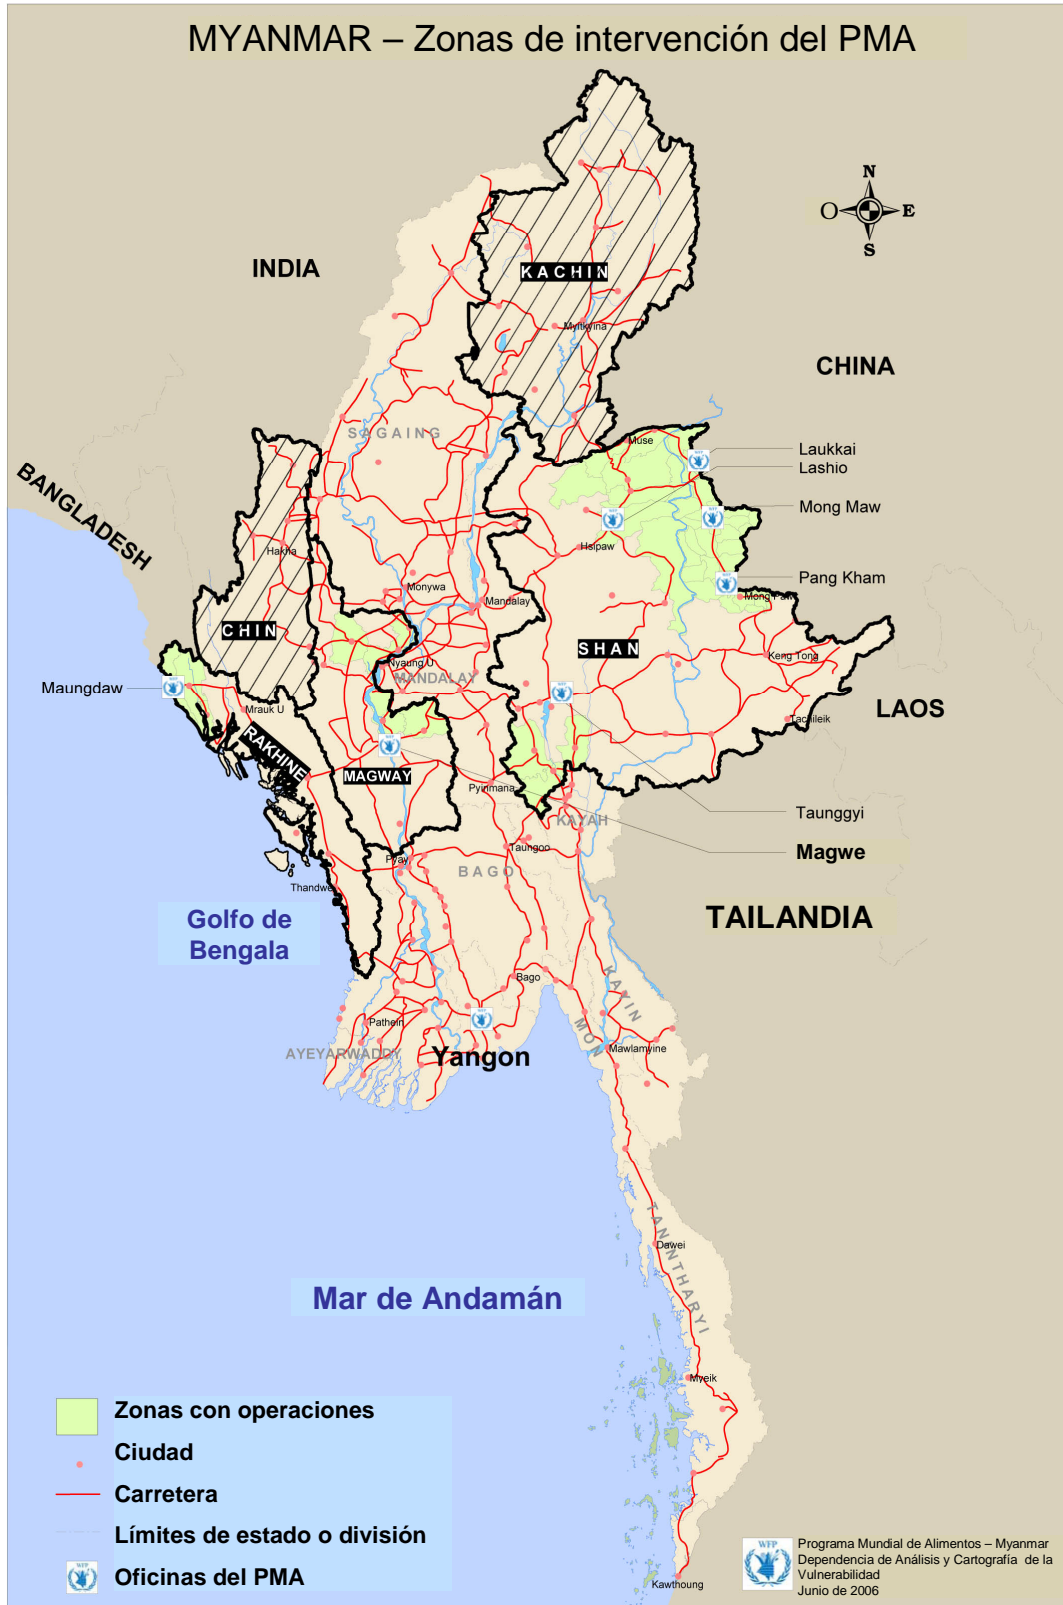 MYANMAR – Zonas de intervención del PMA
N
O
E
S
INDIA
KACHIN
Myitkyina
CHINA
SAGAING
Muse
Laukkai
Lashio
BANGLADESH
Mong Maw
Hakha
Hsipaw
Monywa
Pang Kham
Mandalay
CHIN
SHAN
Keng Tong
Nyaung U
MANDALAY
Maungdaw
Mrauk U
Tachileik
LAOS
RAKHINE
MAGWAY
Pyinmana
Taunggyi
KAYAH
Taungoo
Magwe
Pyay
BAGO
Thandwe
TAILANDIA
Golfo de
Bengala
Bago
KAYIN
Pathein
MON
AYEYARWADDY
Yangon
Mawlamyine
TANINTHARYI
Dawei
Mar de Andamán
Myeik
Zonas con operaciones
Ciudad
Carretera
Límites de estado o división
WFP
Oficinas del PMA
Kawthoung
WFP
Programa Mundial de Alimentos – Myanmar
Dependencia de Análisis y Cartografía de la
Vulnerabilidad
Junio de 2006